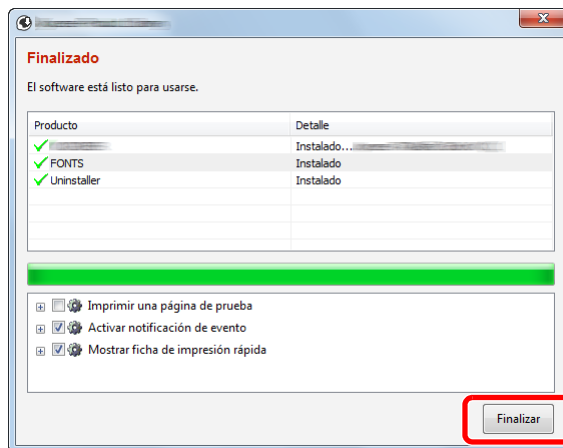 Finalizado
El software está listo para usarse.
Producto Detalle
Instalado...
FONTS Instalado
Uninstaller Instalado
Imprimir una página de prueba
Activar notificación de evento
Mostrar ficha de impresión rápida
Finalizar